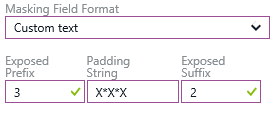 Masking Field Format
Custom text
Exposed Prefix
Padding String
Exposed Suffix
3
X*X*X
2